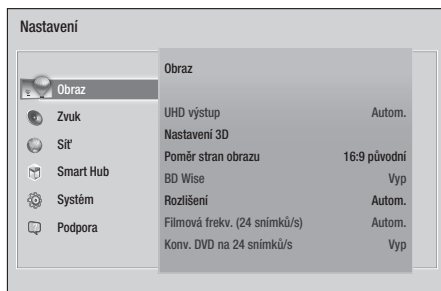 Nastavení
Obraz
Zvuk
Síť
Smart Hub
Systém
Podpora
Obraz
UHD výstup Autom.
Nastavení 3D
Poměr stran obrazu 16:9 původní
BD Wise Vyp
Rozlišení Autom.
Filmová frekv. (24 snímků/s) Autom.
Konv. DVD na 24 snímků/s Vyp